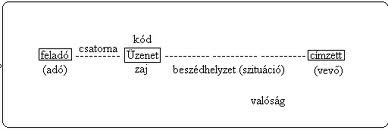 kód
csatorna
feladó Üzenet címzett
(adó) zaj beszédhelyzet (szituáció) (vevő)
valóság